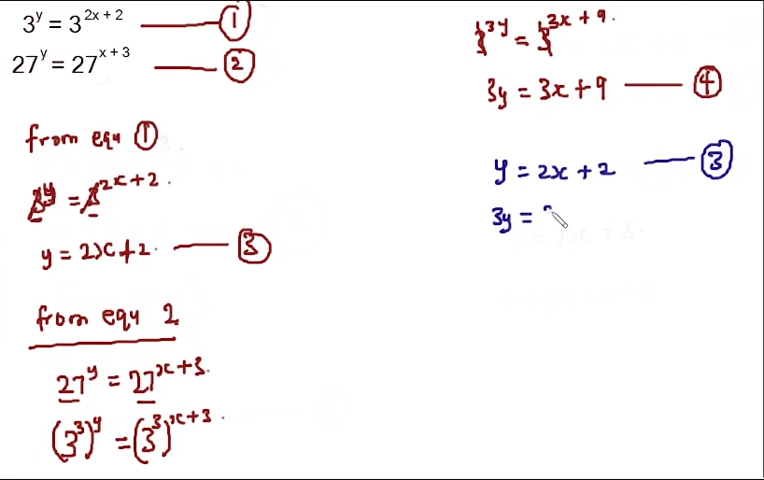 3^y = 3^{2x + 2} ——— ①
27^y = 27^{x + 3} ——— ②
from equ ①
3^y = 3^{2x+2}.
y = 2x+2. ——— ③
from equ 2
27^y = 27^{x+3}.
(3^3)^y = (3^3)^{x+3}.
3^{3y} = 3^{3x+9}.
3y = 3x+9 ——— ④
y = 2x+2 ——— ③
3y =